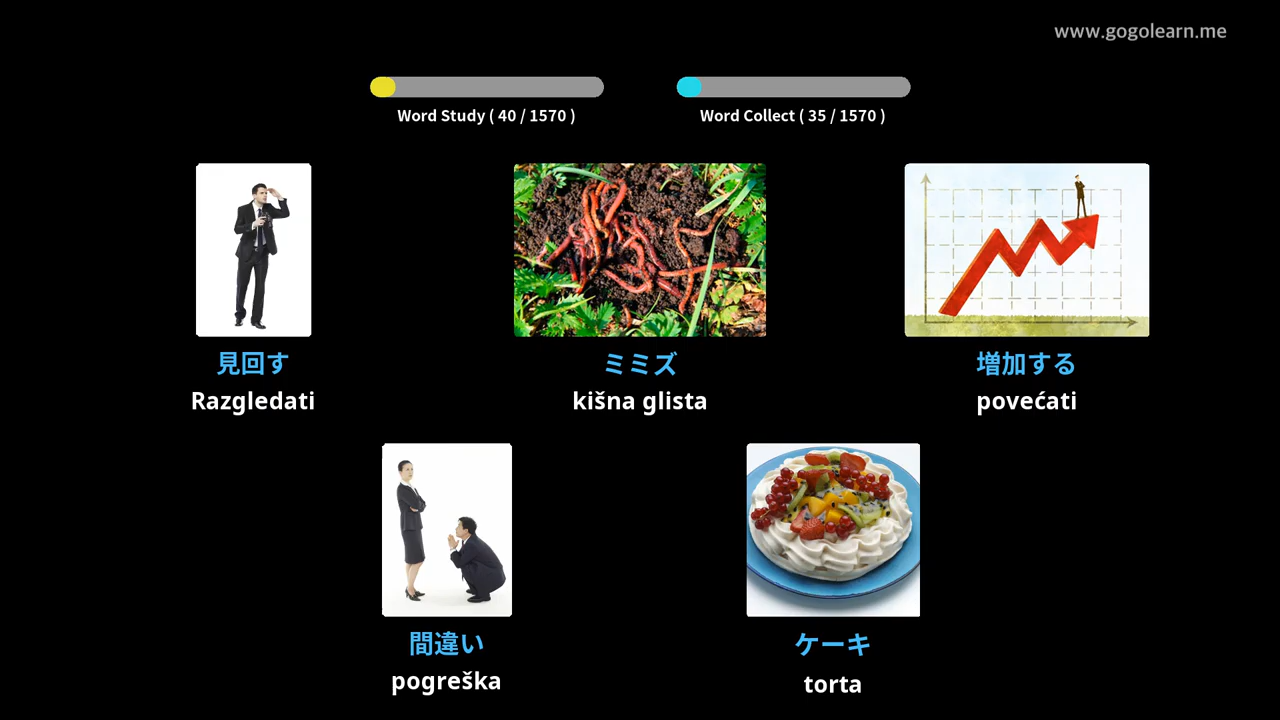 www.gogolearn.me
Word Study ( 40 / 1570 )
Word Collect ( 35 / 1570 )
見回す
Razgledati
ミミズ
kišna glista
増加する
povećati
間違い
pogreška
ケーキ
torta